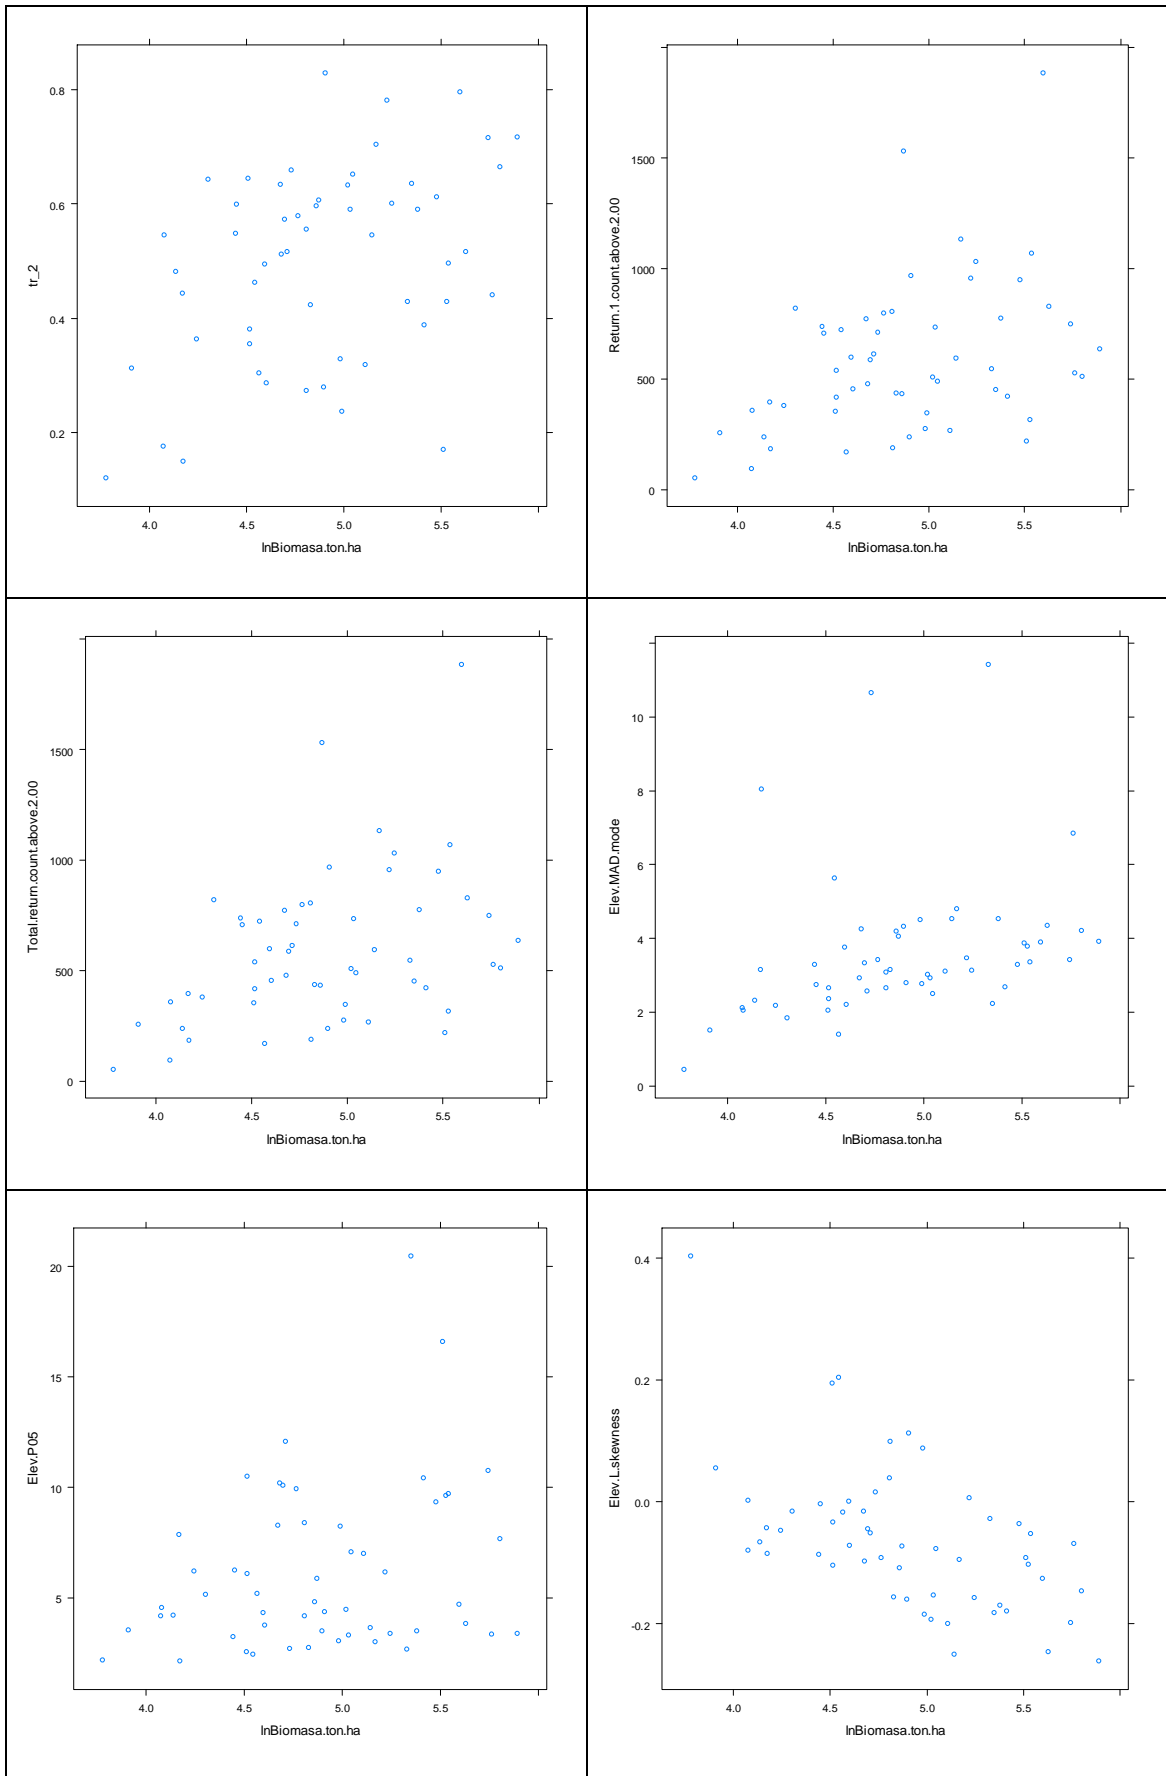 0.8
0.6
0.4
0.2
tr_2
4.0 4.5 5.0 5.5
lnBiomasa.ton.ha
1500
1000
500
0
Return.1.count.above.2.00
4.0 4.5 5.0 5.5
lnBiomasa.ton.ha
1500
1000
500
0
Total.return.count.above.2.00
4.0 4.5 5.0 5.5
lnBiomasa.ton.ha
10
8
6
4
2
0
Elev.MAD.mode
4.0 4.5 5.0 5.5
lnBiomasa.ton.ha
20
15
10
5
Elev.P05
4.0 4.5 5.0 5.5
lnBiomasa.ton.ha
0.4
0.2
0.0
-0.2
Elev.L.skewness
4.0 4.5 5.0 5.5
lnBiomasa.ton.ha